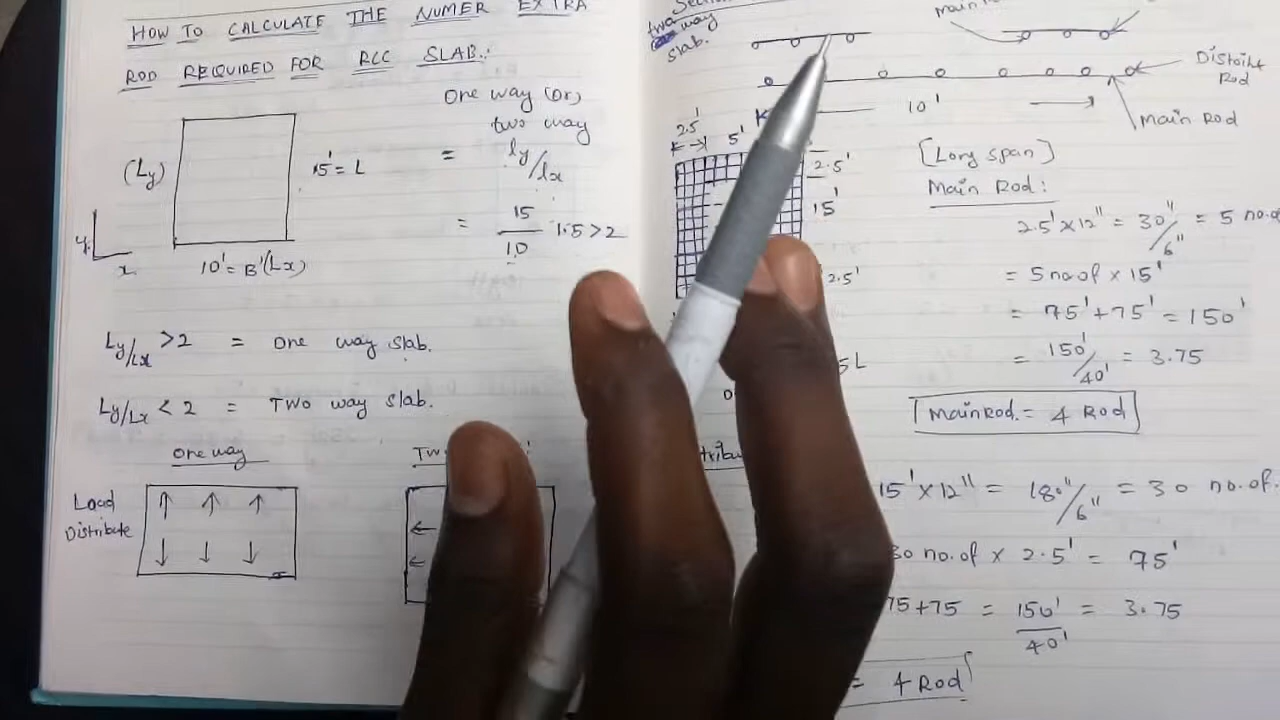 HOW TO CALCULATE THE NUMER EXTRA
ROD REQUIRED FOR RCC SLAB:
One way (or)
two way
(Ly)
15' = L
= ly/lx
= 15/10 1.5>2
y
x
10' = B'(Lx)
Ly/Lx >2 = one way slab.
Ly/Lx < 2 = TWO way slab.
one way
Load
Distribute
two way
slab.
10'
Main Rod
Rod
2.5'
5'
2.5'
15'
2.5'
[Long span]
Main Rod:
2.5' x 12" = 30"/6" = 5 no.o
= 5 no of x 15'
= 75' + 75' = 150'
= 150'/40' = 3.75
Main Rod = 4 Rod
15' x 12" = 180"/6" = 30 no.of.
30 no.of x 2.5' = 75'
75+75 = 150'/40' = 3.75
= 4 Rod